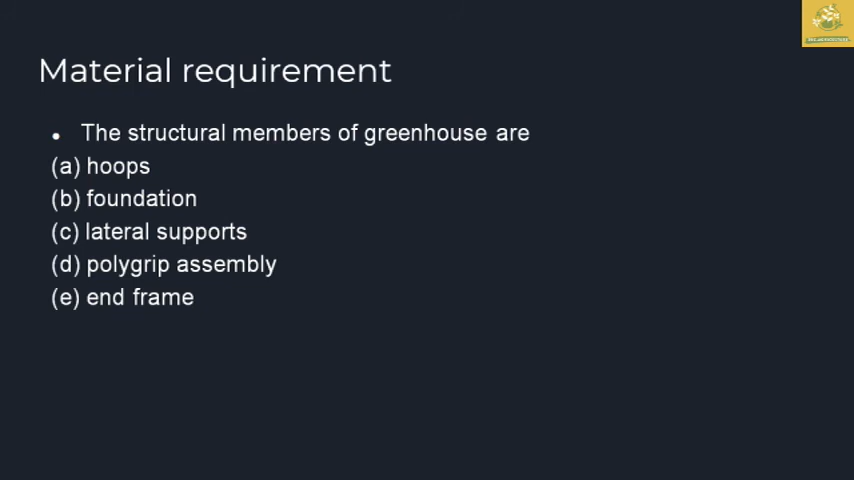 Material requirement
• The structural members of greenhouse are
(a) hoops
(b) foundation
(c) lateral supports
(d) polygrip assembly
(e) end frame